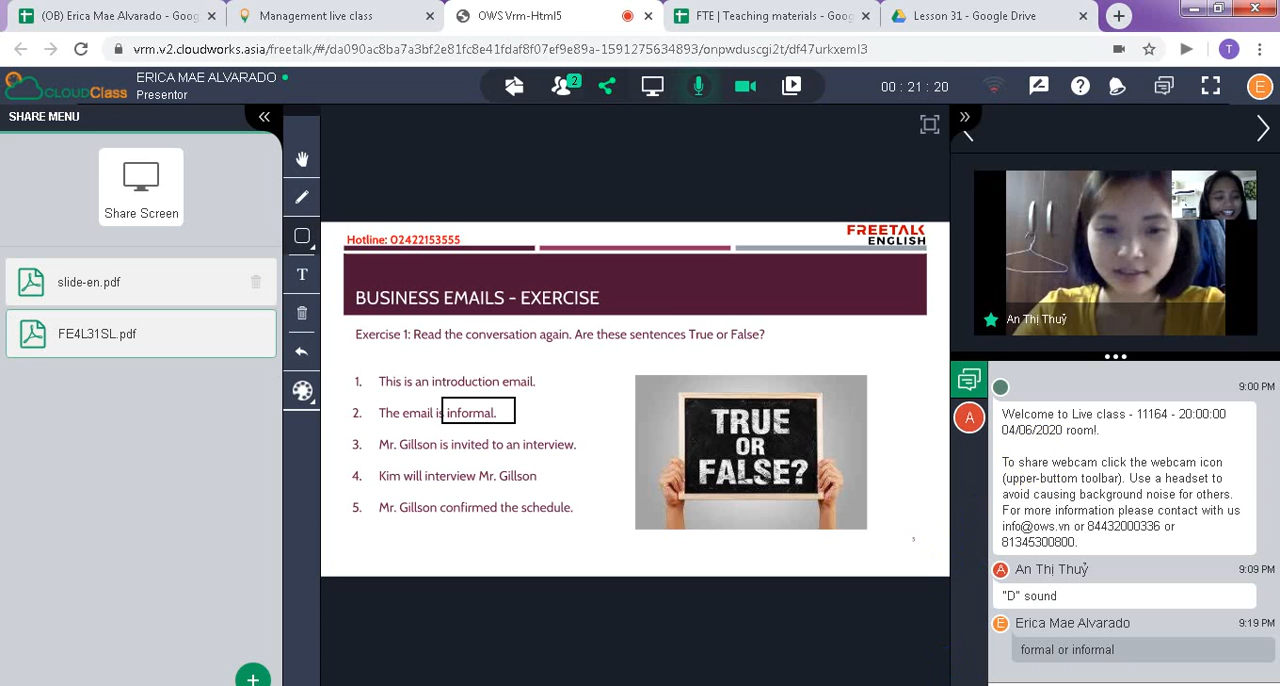 (OB) Erica Mae Alvarado - Goog
Management live class
OWS Vrm-Html
FTE | Teaching materials - Goog
Lesson 31 - Google Drive
vrm.v2.cloudworks.asia/freetalk/#/da090ac8ba7a3bf2e81fc8e41fdaf8f07ef9e89a-1591275634893/onpwduscgi2t/df47urkxeml3
T
CLOUDClass
ERICA MAE ALVARADO
Presentor
2
00 : 21 : 20
E
SHARE MENU
Share Screen
slide-en.pdf
FE4L31SL.pdf
T
Hotline: 02422153555
FREETALK
ENGLISH
BUSINESS EMAILS - EXERCISE
Exercise 1: Read the conversation again. Are these sentences True or False?
1. This is an introduction email.
2. The email is informal.
3. Mr. Gillson is invited to an interview.
4. Kim will interview Mr. Gillson
5. Mr. Gillson confirmed the schedule.
TRUE
OR
FALSE?
An Thị Thuỷ
9:00 PM
A
Welcome to Live class - 11164 - 20:00:00
04/06/2020 room!.
To share webcam click the webcam icon
(upper-buttom toolbar). Use a headset to
avoid causing background noise for others.
For more information please contact with us
info@ows.vn or 84432000336 or
81345300800.
A An Thị Thuỷ 9:09 PM
"D" sound
E Erica Mae Alvarado 9:19 PM
formal or informal